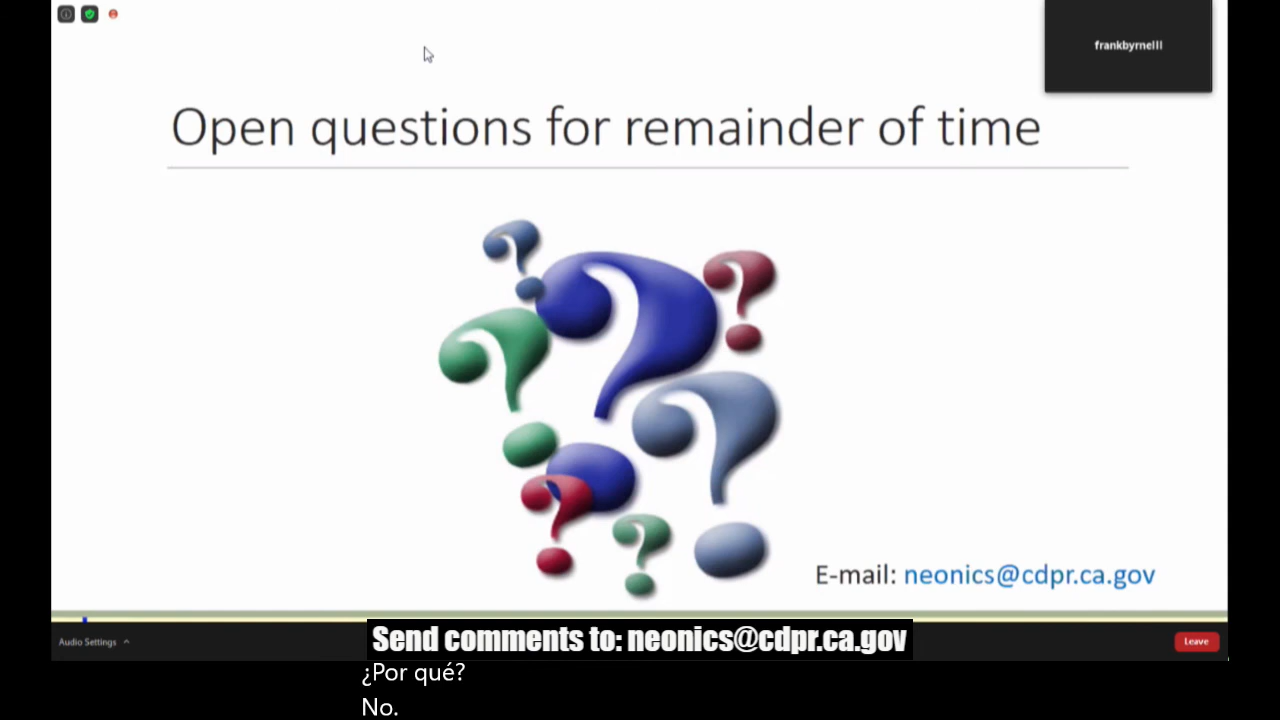 frankbyrneIII
Open questions for remainder of time
E-mail: neonics@cdpr.ca.gov
Audio Settings
Leave
Send comments to: neonics@cdpr.ca.gov
¿Por qué?
No.